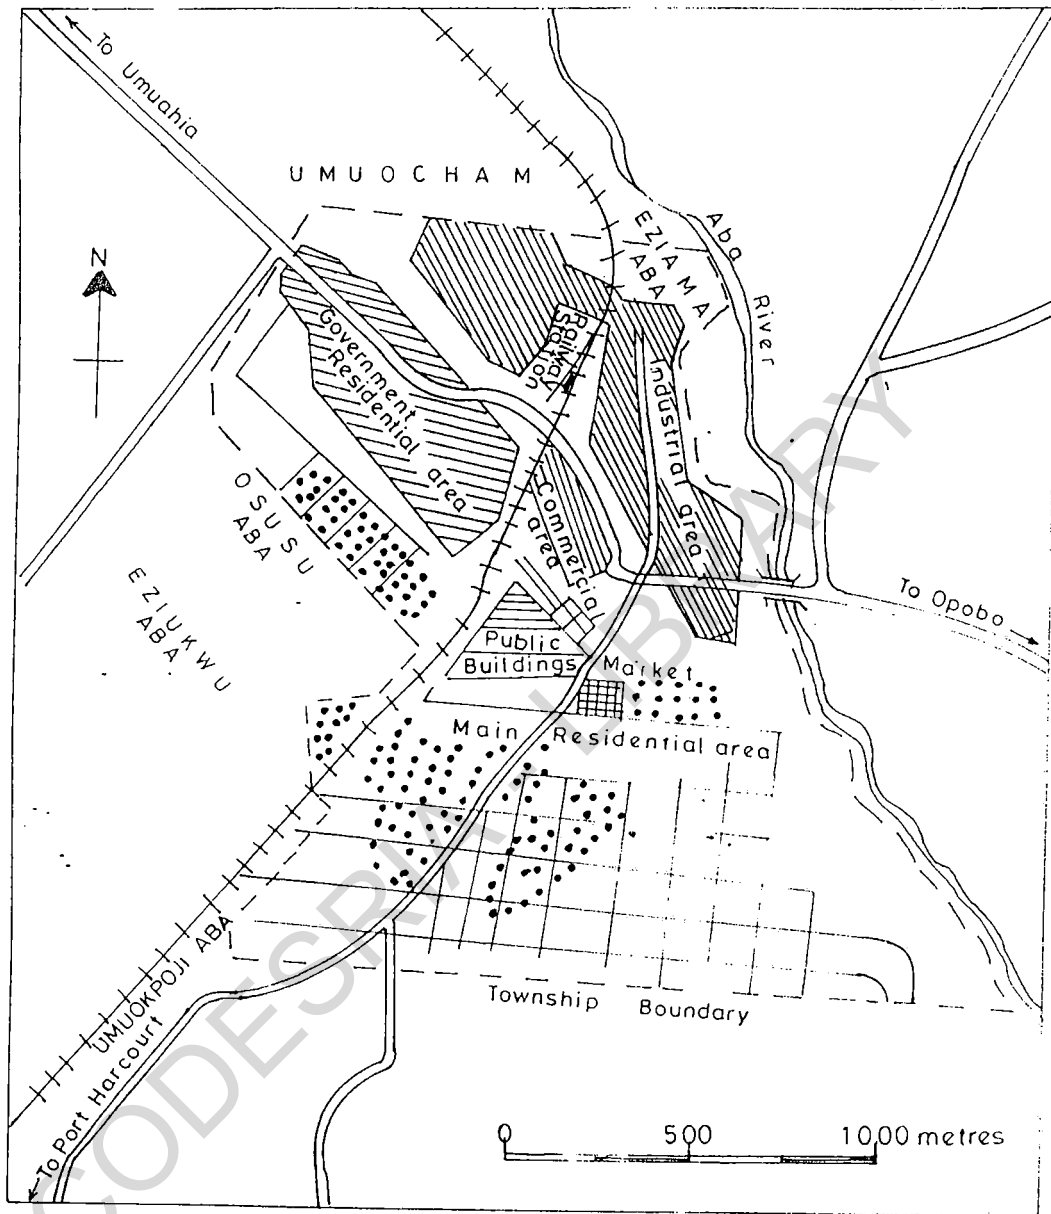 To Umuahia
UMUOCHAM
N
EZIAMA
ABA
Aba River
Railway
Station
Government
Residential area
Industrial area
Commercial
area
OSUSU
ABA
EZIUKWU
ABA
To Opobo
Public
Buildings
Market
Main Residential area
UMUOKPOJI ABA
Township Boundary
To Port Harcourt
0 500 1000 metres
CODESRIA - LIBRARY